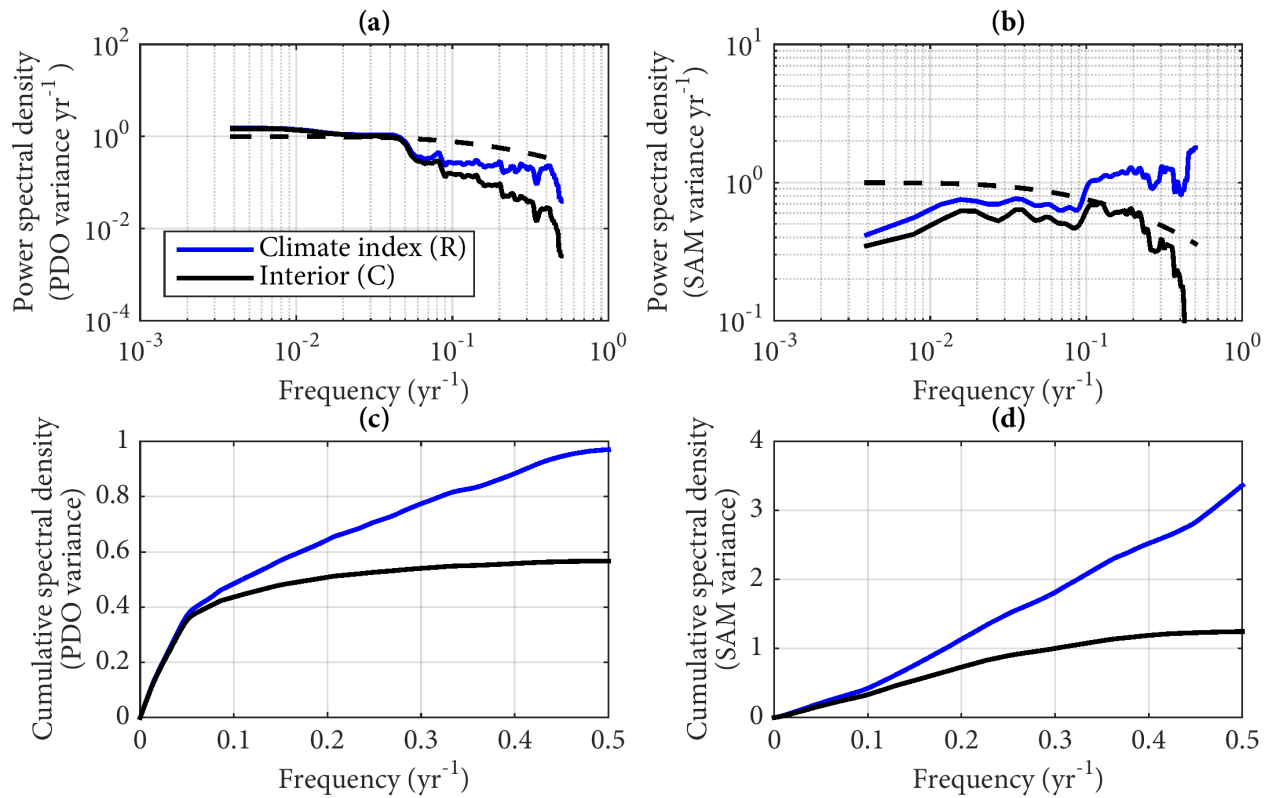 (a)
Power spectral density
(PDO variance yr⁻¹)
10²
10⁰
10⁻²
10⁻⁴
Climate index (R)
Interior (C)
10⁻³
10⁻²
10⁻¹
10⁰
Frequency (yr⁻¹)
(b)
Power spectral density
(SAM variance yr⁻¹)
10¹
10⁰
10⁻¹
10⁻³
10⁻²
10⁻¹
10⁰
Frequency (yr⁻¹)
(c)
Cumulative spectral density
(PDO variance)
1
0.8
0.6
0.4
0.2
0
0
0.1
0.2
0.3
0.4
0.5
Frequency (yr⁻¹)
(d)
Cumulative spectral density
(SAM variance)
4
3
2
1
0
0
0.1
0.2
0.3
0.4
0.5
Frequency (yr⁻¹)